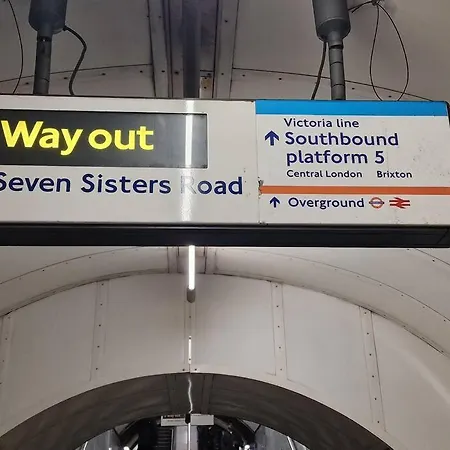 Way out
Seven Sisters Road
Victoria line
Southbound
platform 5
Central London Brixton
Overground